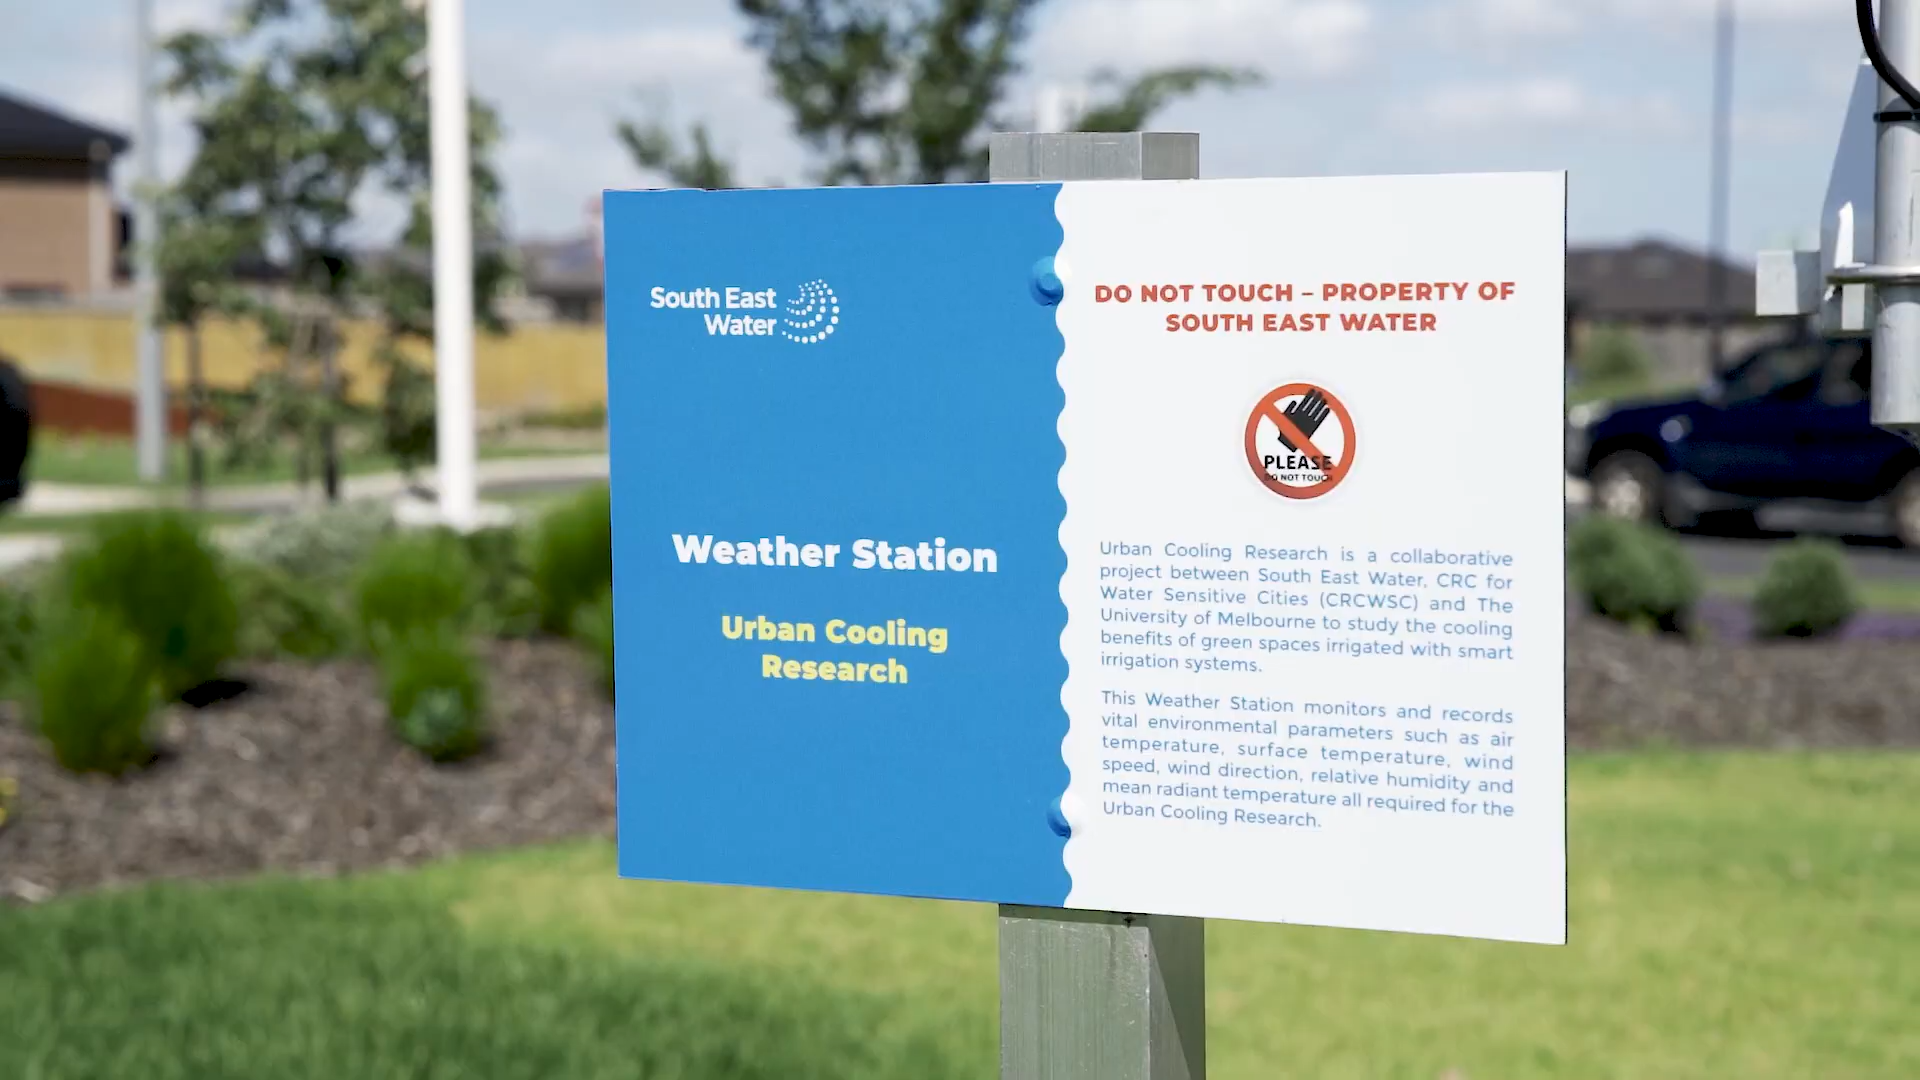 South East
Water
Weather Station
Urban Cooling
Research
DO NOT TOUCH – PROPERTY OF
SOUTH EAST WATER
PLEASE
DO NOT TOUCH
Urban Cooling Research is a collaborative
project between South East Water, CRC for
Water Sensitive Cities (CRCWSC) and The
University of Melbourne to study the cooling
benefits of green spaces irrigated with smart
irrigation systems.
This Weather Station monitors and records
vital environmental parameters such as air
temperature, surface temperature, wind
speed, wind direction, relative humidity and
mean radiant temperature all required for the
Urban Cooling Research.